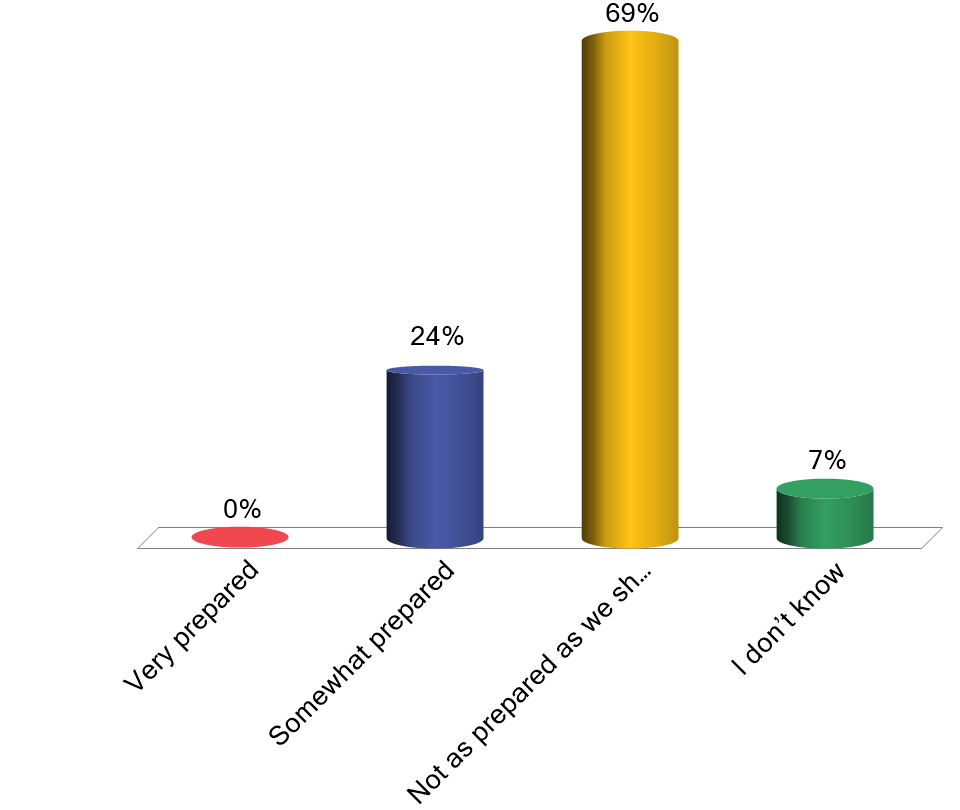 69%
24%
7%
0%
Very prepared
Somewhat prepared
Not as prepared as we sh...
I don’t know